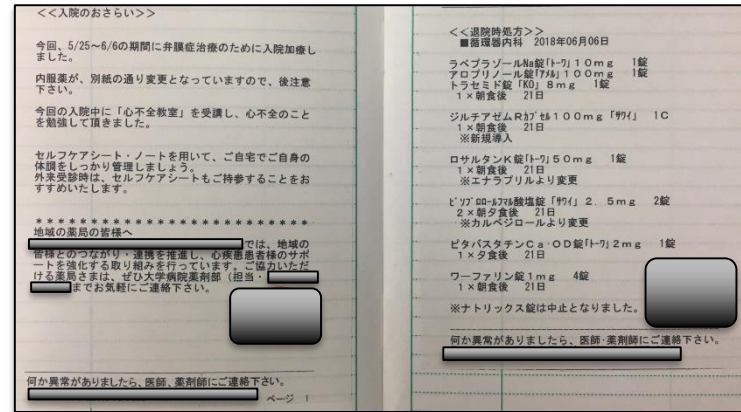 <<入院のおさらい>>
今回、5/25～6/6の期間に弁膜症治療のために入院加療し
ました。
内服薬が、別紙の通り変更となっていますので、後注意
下さい。
今回の入院中に「心不全教室」を受講し、心不全のこと
を勉強して頂きました。
セルフケアシート・ノートを用いて、ご自宅でご自身の
体調をしっかり管理しましょう。
外来受診時は、セルフケアシートもご持参することをお
すすめいたします。
＊＊＊＊＊＊＊＊＊＊＊＊＊＊＊＊＊＊＊＊＊＊＊＊＊
地域の薬局の皆様へ
では、地域の
皆様とのつながり・連携を推進し、心疾患患者様のサポ
ートを強化する取り組みを行っています。ご協力いただ
ける薬局さまは、ぜひ大学病院薬剤部（担当・
までお気軽にご連絡下さい。
何か異常がありましたら、医師、薬剤師にご連絡下さい。
ページ 1
<<退院時処方>>
■循環器内科 2018年06月06日
ラベプラゾールNa錠｢ﾄｰﾜ｣10mg 1錠
アロプリノール錠｢ｱﾒﾙ｣100mg 1錠
トラセミド錠「KO」8mg 1錠
1×朝食後 21日
ジルチアゼムRｶﾌﾟｾﾙ100mg「ｻﾜｲ」 1C
1×朝食後 21日
※新規導入
ロサルタンK錠｢ﾄｰﾜ｣50mg 1錠
1×朝食後 21日
※エナラプリルより変更
ﾋﾞｿﾌﾟﾛﾛｰﾙﾌﾏﾙ酸塩錠「ｻﾜｲ」2．5mg 2錠
2×朝夕食後 21日
※カルベジロールより変更
ピタバスタチンCa・OD錠｢ﾄｰﾜ｣2mg 1錠
1×夕食後 21日
ワーファリン錠1mg 4錠
1×朝食後 21日
※ナトリックス錠は中止となりました。
何か異常がありましたら、医師・薬剤師にご連絡下さい。